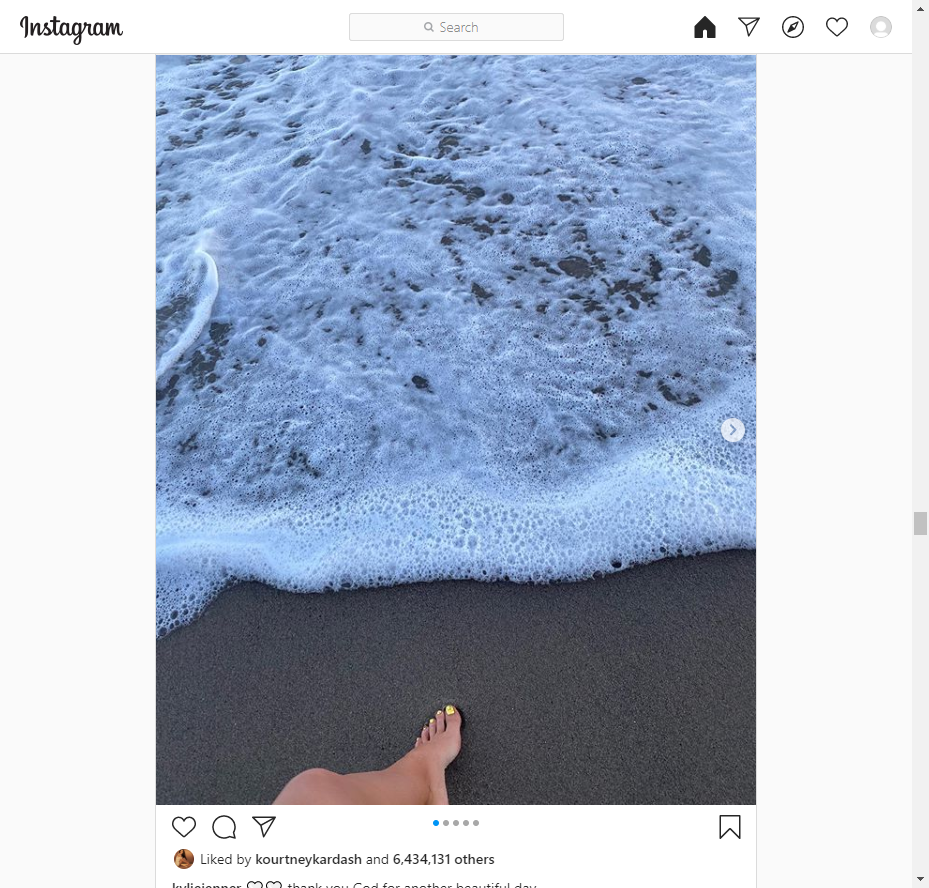 Instagram
Search
Liked by kourtneykardash and 6,434,131 others
kyliejenner 🤍🤍 thank you God for another beautiful day